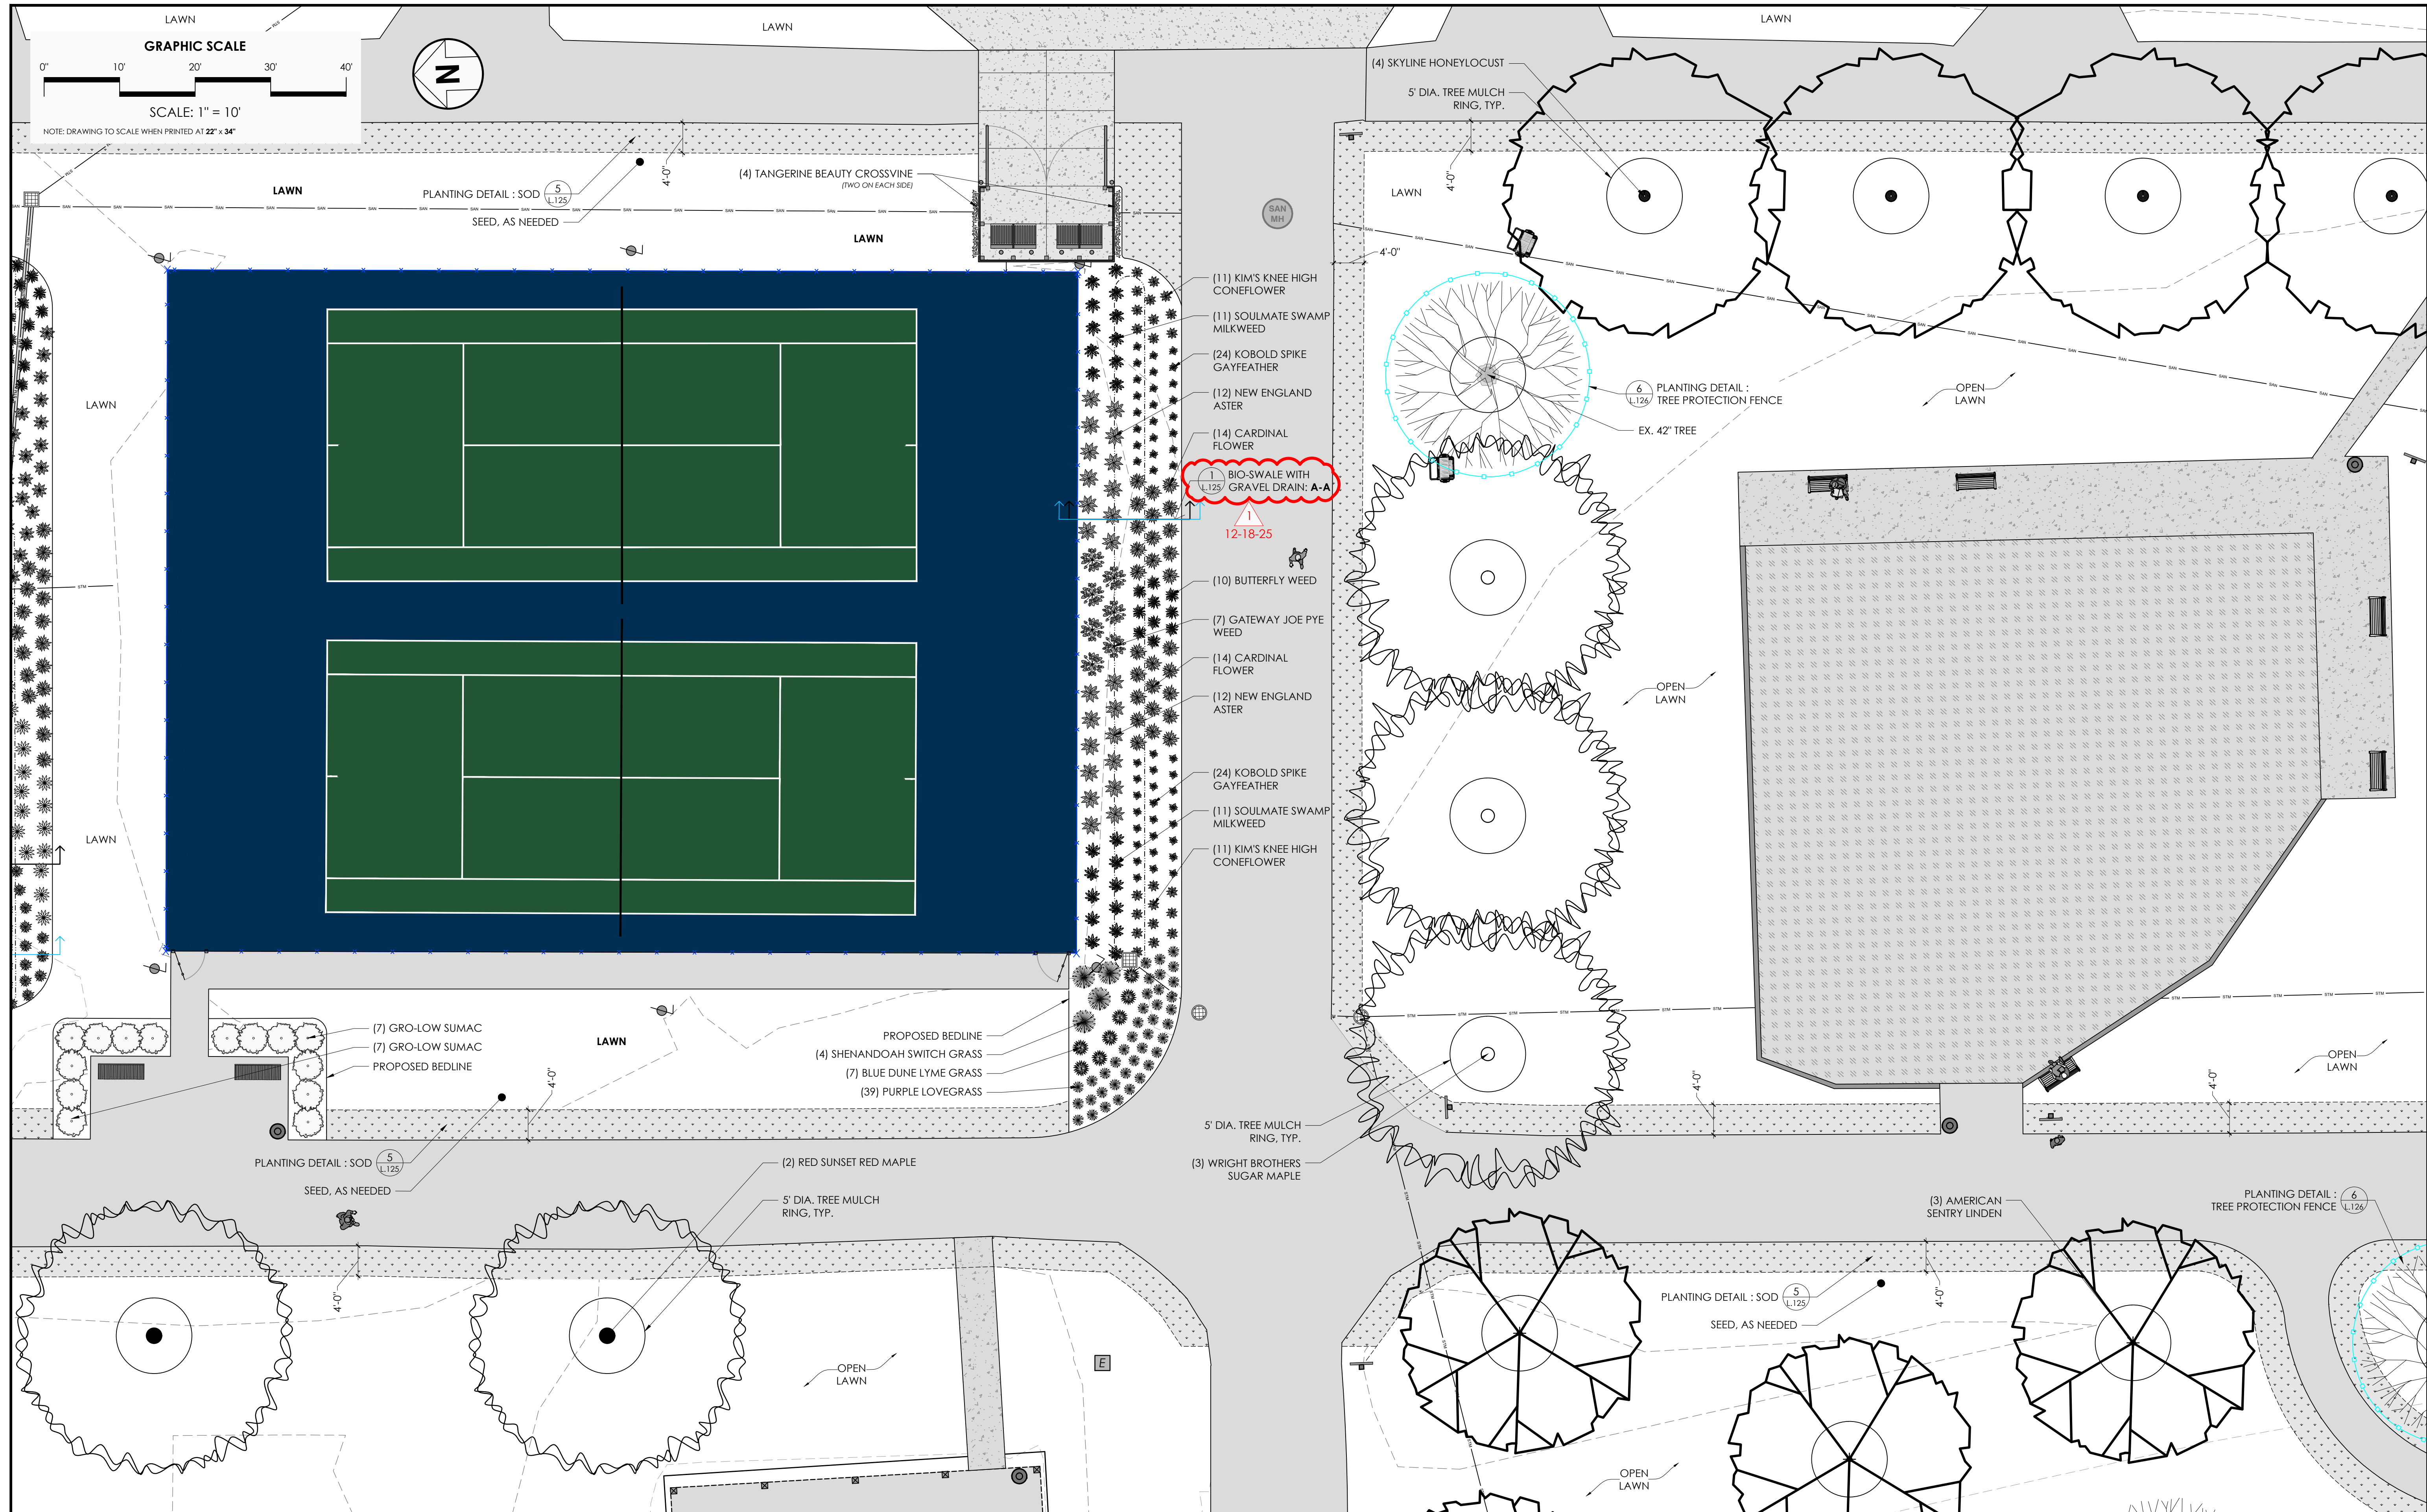 LAWN
LAWN
LAWN
GRAPHIC SCALE
0"
10'
20'
30'
40'
SCALE: 1" = 10'
NOTE: DRAWING TO SCALE WHEN PRINTED AT 22" x 34"
N
(4) SKYLINE HONEYLOCUST
5' DIA. TREE MULCH
RING, TYP.
LAWN
PLANTING DETAIL : SOD
5
L.125
SEED, AS NEEDED
4'-0"
(4) TANGERINE BEAUTY CROSSVINE
(TWO ON EACH SIDE)
LAWN
SAN
MH
LAWN
4'-0"
4'-0"
(11) KIM'S KNEE HIGH
CONEFLOWER
(11) SOULMATE SWAMP
MILKWEED
(24) KOBOLD SPIKE
GAYFEATHER
(12) NEW ENGLAND
ASTER
(14) CARDINAL
FLOWER
1
L.125
BIO-SWALE WITH
GRAVEL DRAIN: A-A
1
12-18-25
(10) BUTTERFLY WEED
(7) GATEWAY JOE PYE
WEED
(14) CARDINAL
FLOWER
(12) NEW ENGLAND
ASTER
(24) KOBOLD SPIKE
GAYFEATHER
(11) SOULMATE SWAMP
MILKWEED
(11) KIM'S KNEE HIGH
CONEFLOWER
6
L.126
PLANTING DETAIL :
TREE PROTECTION FENCE
EX. 42" TREE
OPEN
LAWN
OPEN
LAWN
OPEN
LAWN
LAWN
LAWN
STM
(7) GRO-LOW SUMAC
(7) GRO-LOW SUMAC
PROPOSED BEDLINE
LAWN
4'-0"
PROPOSED BEDLINE
(4) SHENANDOAH SWITCH GRASS
(7) BLUE DUNE LYME GRASS
(39) PURPLE LOVEGRASS
5' DIA. TREE MULCH
RING, TYP.
(3) WRIGHT BROTHERS
SUGAR MAPLE
4'-0"
4'-0"
PLANTING DETAIL : SOD
5
L.125
SEED, AS NEEDED
(2) RED SUNSET RED MAPLE
5' DIA. TREE MULCH
RING, TYP.
4'-0"
OPEN
LAWN
E
(3) AMERICAN
SENTRY LINDEN
PLANTING DETAIL :
TREE PROTECTION FENCE
6
L.126
PLANTING DETAIL : SOD
5
L.125
SEED, AS NEEDED
4'-0"
OPEN
LAWN